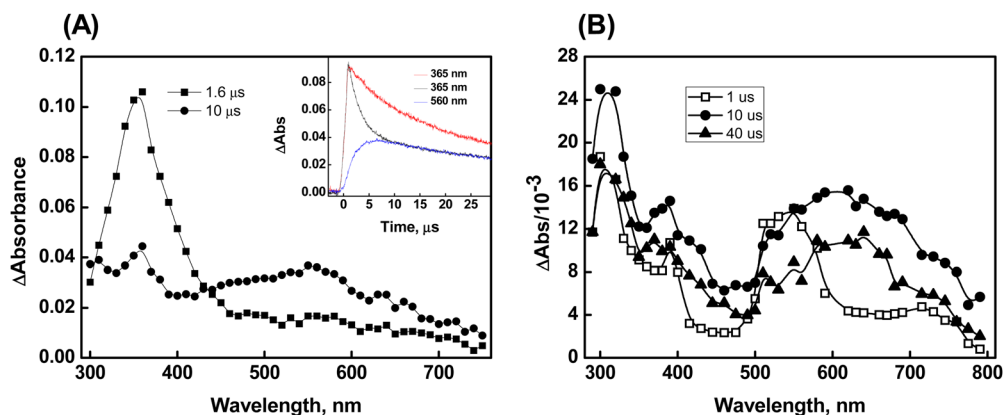 (A)
0.12
0.10
0.08
0.06
0.04
0.02
0.00
ΔAbsorbance
1.6 μs
10 μs
300 400 500 600 700
Wavelength, nm
0.08
0.06
0.04
0.02
0.00
ΔAbs
365 nm
365 nm
560 nm
0 5 10 15 20 25
Time, μs
(B)
28
24
20
16
12
8
4
0
ΔAbs/10⁻³
1 us
10 us
40 us
300 400 500 600 700 800
Wavelength, nm